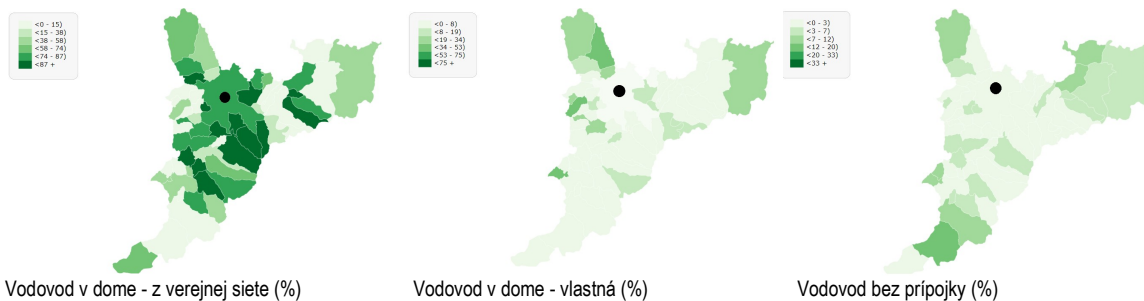 <0 - 15)
<15 - 38)
<38 - 58)
<58 - 74)
<74 - 87)
<87 +
<0 - 8)
<8 - 19)
<19 - 34)
<34 - 53)
<53 - 75)
<75 +
<0 - 3)
<3 - 7)
<7 - 12)
<12 - 20)
<20 - 33)
<33 +
Vodovod v dome - z verejnej siete (%)
Vodovod v dome - vlastná (%)
Vodovod bez prípojky (%)